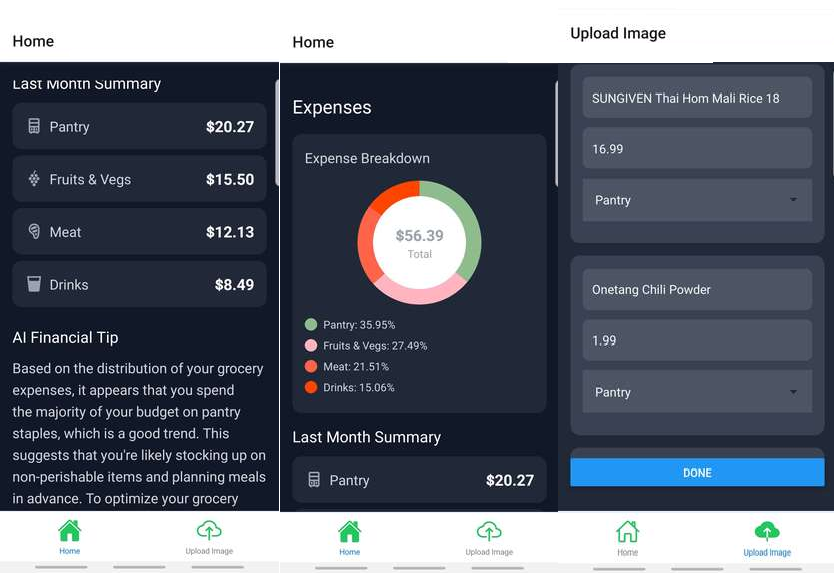 Home
Last Month Summary
Pantry $20.27
Fruits & Vegs $15.50
Meat $12.13
Drinks $8.49
AI Financial Tip
Based on the distribution of your grocery
expenses, it appears that you spend
the majority of your budget on pantry
staples, which is a good trend. This
suggests that you're likely stocking up on
non-perishable items and planning meals
in advance. To optimize your grocery
Home Upload Image
Home
Expenses
Expense Breakdown
$56.39
Total
Pantry: 35.95%
Fruits & Vegs: 27.49%
Meat: 21.51%
Drinks: 15.06%
Last Month Summary
Pantry $20.27
Home Upload Image
Upload Image
SUNGIVEN Thai Hom Mali Rice 18
16.99
Pantry
Onetang Chili Powder
1.99
Pantry
DONE
Home Upload Image